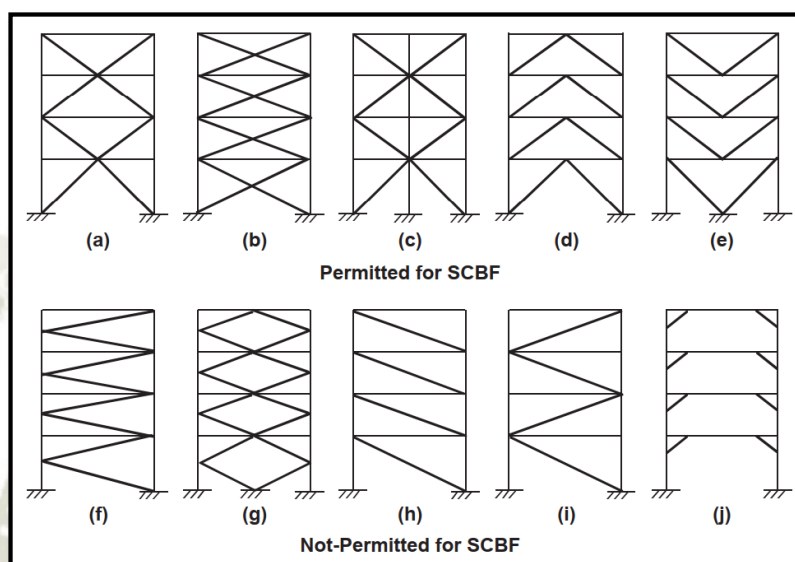 (a) (b) (c) (d) (e)
Permitted for SCBF
(f) (g) (h) (i) (j)
Not-Permitted for SCBF